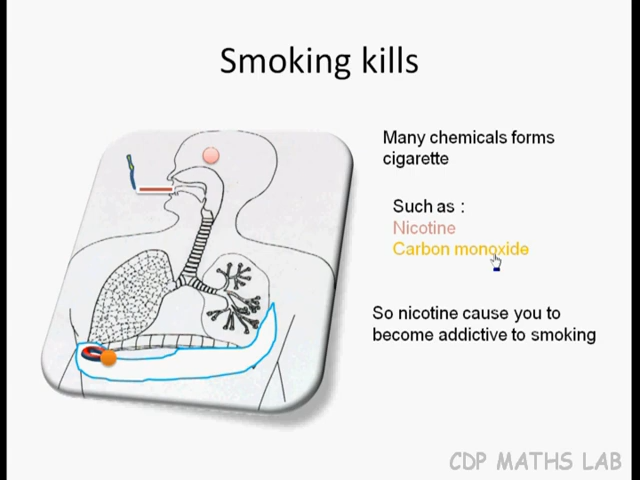 Smoking kills
Many chemicals forms
cigarette
Such as :
Nicotine
Carbon monoxide
So nicotine cause you to
become addictive to smoking
CDP MATHS LAB